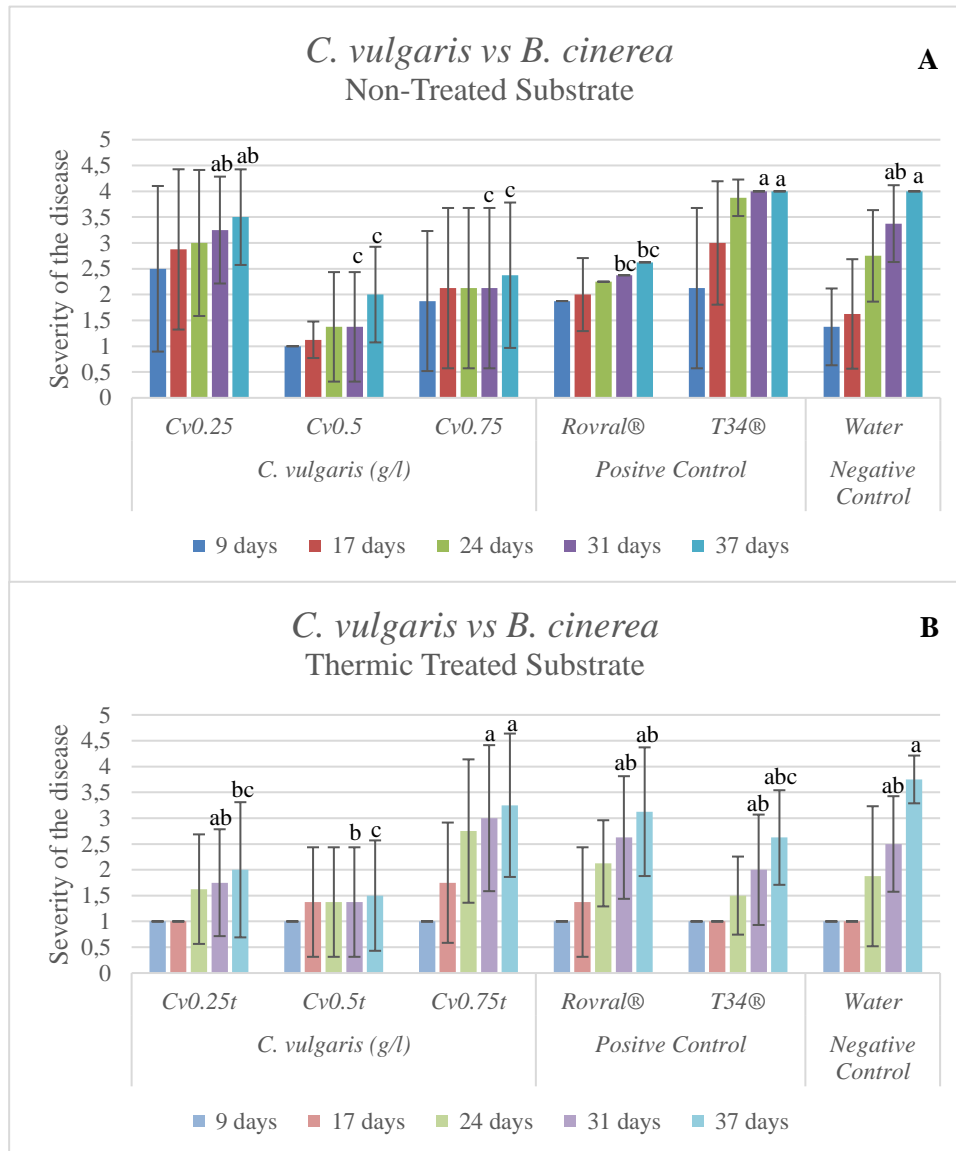 C. vulgaris vs B. cinerea
Non-Treated Substrate
A
Severity of the disease
5
4,5
4
3,5
3
2,5
2
1,5
1
0,5
0
ab ab
c c
c c
bc bc
a a
ab a
Cv0.25 Cv0.5 Cv0.75 Rovral® T34® Water
C. vulgaris (g/l) Positve Control Negative
Control
9 days 17 days 24 days 31 days 37 days
C. vulgaris vs B. cinerea
Thermic Treated Substrate
B
Severity of the disease
5
4,5
4
3,5
3
2,5
2
1,5
1
0,5
0
ab bc
b c
a a
ab ab
ab abc
ab a
Cv0.25t Cv0.5t Cv0.75t Rovral® T34® Water
C. vulgaris (g/l) Positve Control Negative
Control
9 days 17 days 24 days 31 days 37 days